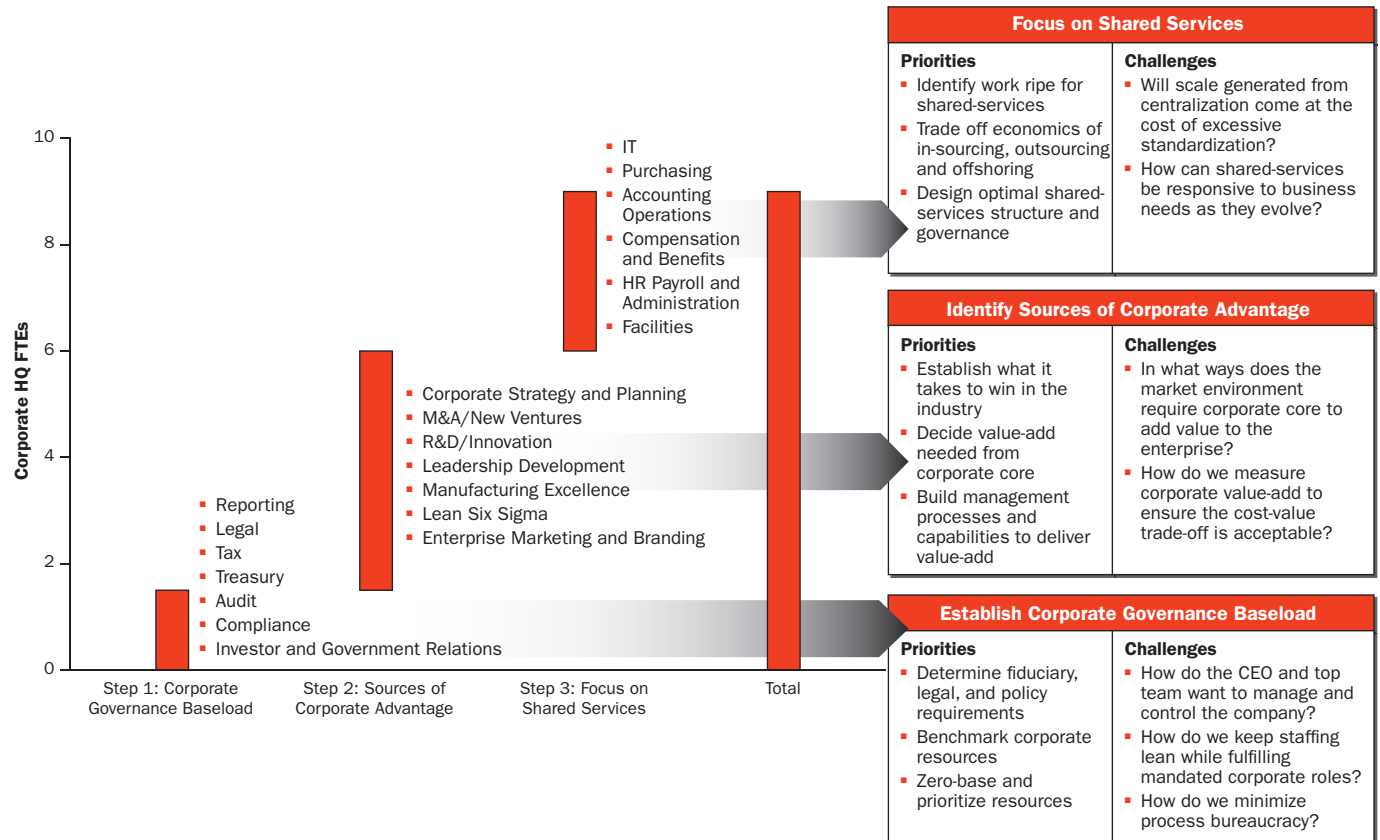 Corporate HQ FTEs
10
8
6
4
2
0
▪ Reporting
▪ Legal
▪ Tax
▪ Treasury
▪ Audit
▪ Compliance
▪ Investor and Government Relations
▪ Corporate Strategy and Planning
▪ M&A/New Ventures
▪ R&D/Innovation
▪ Leadership Development
▪ Manufacturing Excellence
▪ Lean Six Sigma
▪ Enterprise Marketing and Branding
▪ IT
▪ Purchasing
▪ Accounting
Operations
▪ Compensation
and Benefits
▪ HR Payroll and
Administration
▪ Facilities
Step 1: Corporate
Governance Baseload
Step 2: Sources of
Corporate Advantage
Step 3: Focus on
Shared Services
Total
Focus on Shared Services
Priorities
▪ Identify work ripe for
shared-services
▪ Trade off economics of
in-sourcing, outsourcing
and offshoring
▪ Design optimal shared-
services structure and
governance
Challenges
▪ Will scale generated from
centralization come at the
cost of excessive
standardization?
▪ How can shared-services
be responsive to business
needs as they evolve?
Identify Sources of Corporate Advantage
Priorities
▪ Establish what it
takes to win in the
industry
▪ Decide value-add
needed from
corporate core
▪ Build management
processes and
capabilities to deliver
value-add
Challenges
▪ In what ways does the
market environment
require corporate core to
add value to the
enterprise?
▪ How do we measure
corporate value-add to
ensure the cost-value
trade-off is acceptable?
Establish Corporate Governance Baseload
Priorities
▪ Determine fiduciary,
legal, and policy
requirements
▪ Benchmark corporate
resources
▪ Zero-base and
prioritize resources
Challenges
▪ How do the CEO and top
team want to manage and
control the company?
▪ How do we keep staffing
lean while fulfilling
mandated corporate roles?
▪ How do we minimize
process bureaucracy?